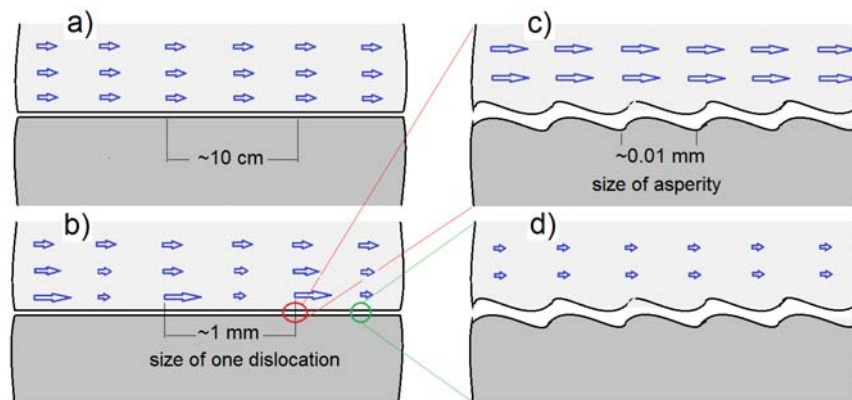 a)
~10 cm
b)
~1 mm
size of one dislocation
c)
~0.01 mm
size of asperity
d)